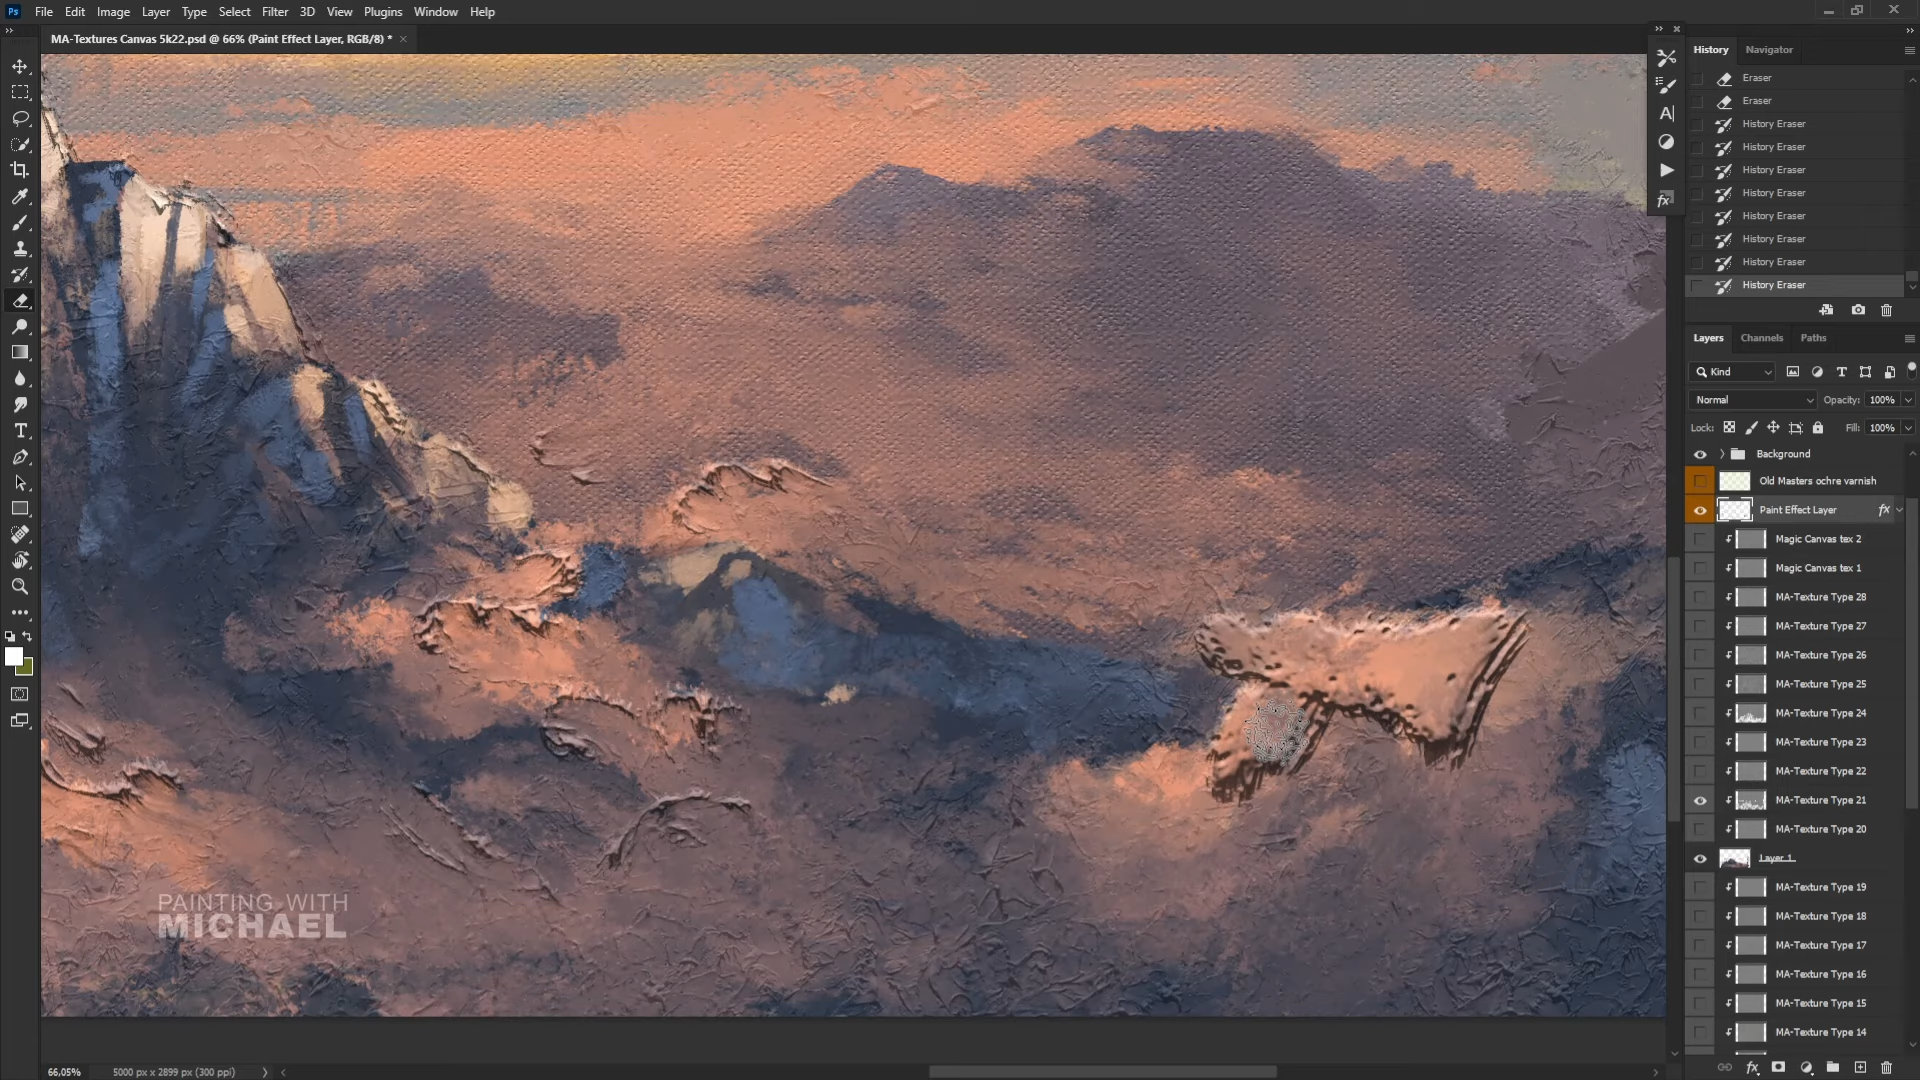 Ps File Edit Image Layer Type Select Filter 3D View Plugins Window Help
MA-Textures Canvas 5k22.psd @ 66% (Paint Effect Layer, RGB/8) *
History Navigator
Eraser
Eraser
History Eraser
History Eraser
History Eraser
History Eraser
History Eraser
History Eraser
History Eraser
History Eraser
Layers Channels Paths
Kind
Normal Opacity: 100%
Lock: Fill: 100%
Background
Old Masters ochre varnish
Paint Effect Layer fx
Magic Canvas tex 2
Magic Canvas tex 1
MA-Texture Type 28
MA-Texture Type 27
MA-Texture Type 26
MA-Texture Type 25
MA-Texture Type 24
MA-Texture Type 23
MA-Texture Type 22
MA-Texture Type 21
MA-Texture Type 20
Layer 1
MA-Texture Type 19
MA-Texture Type 18
MA-Texture Type 17
MA-Texture Type 16
MA-Texture Type 15
MA-Texture Type 14
PAINTING WITH
MICHAEL
66,05% 5000 px x 2899 px (300 ppi)